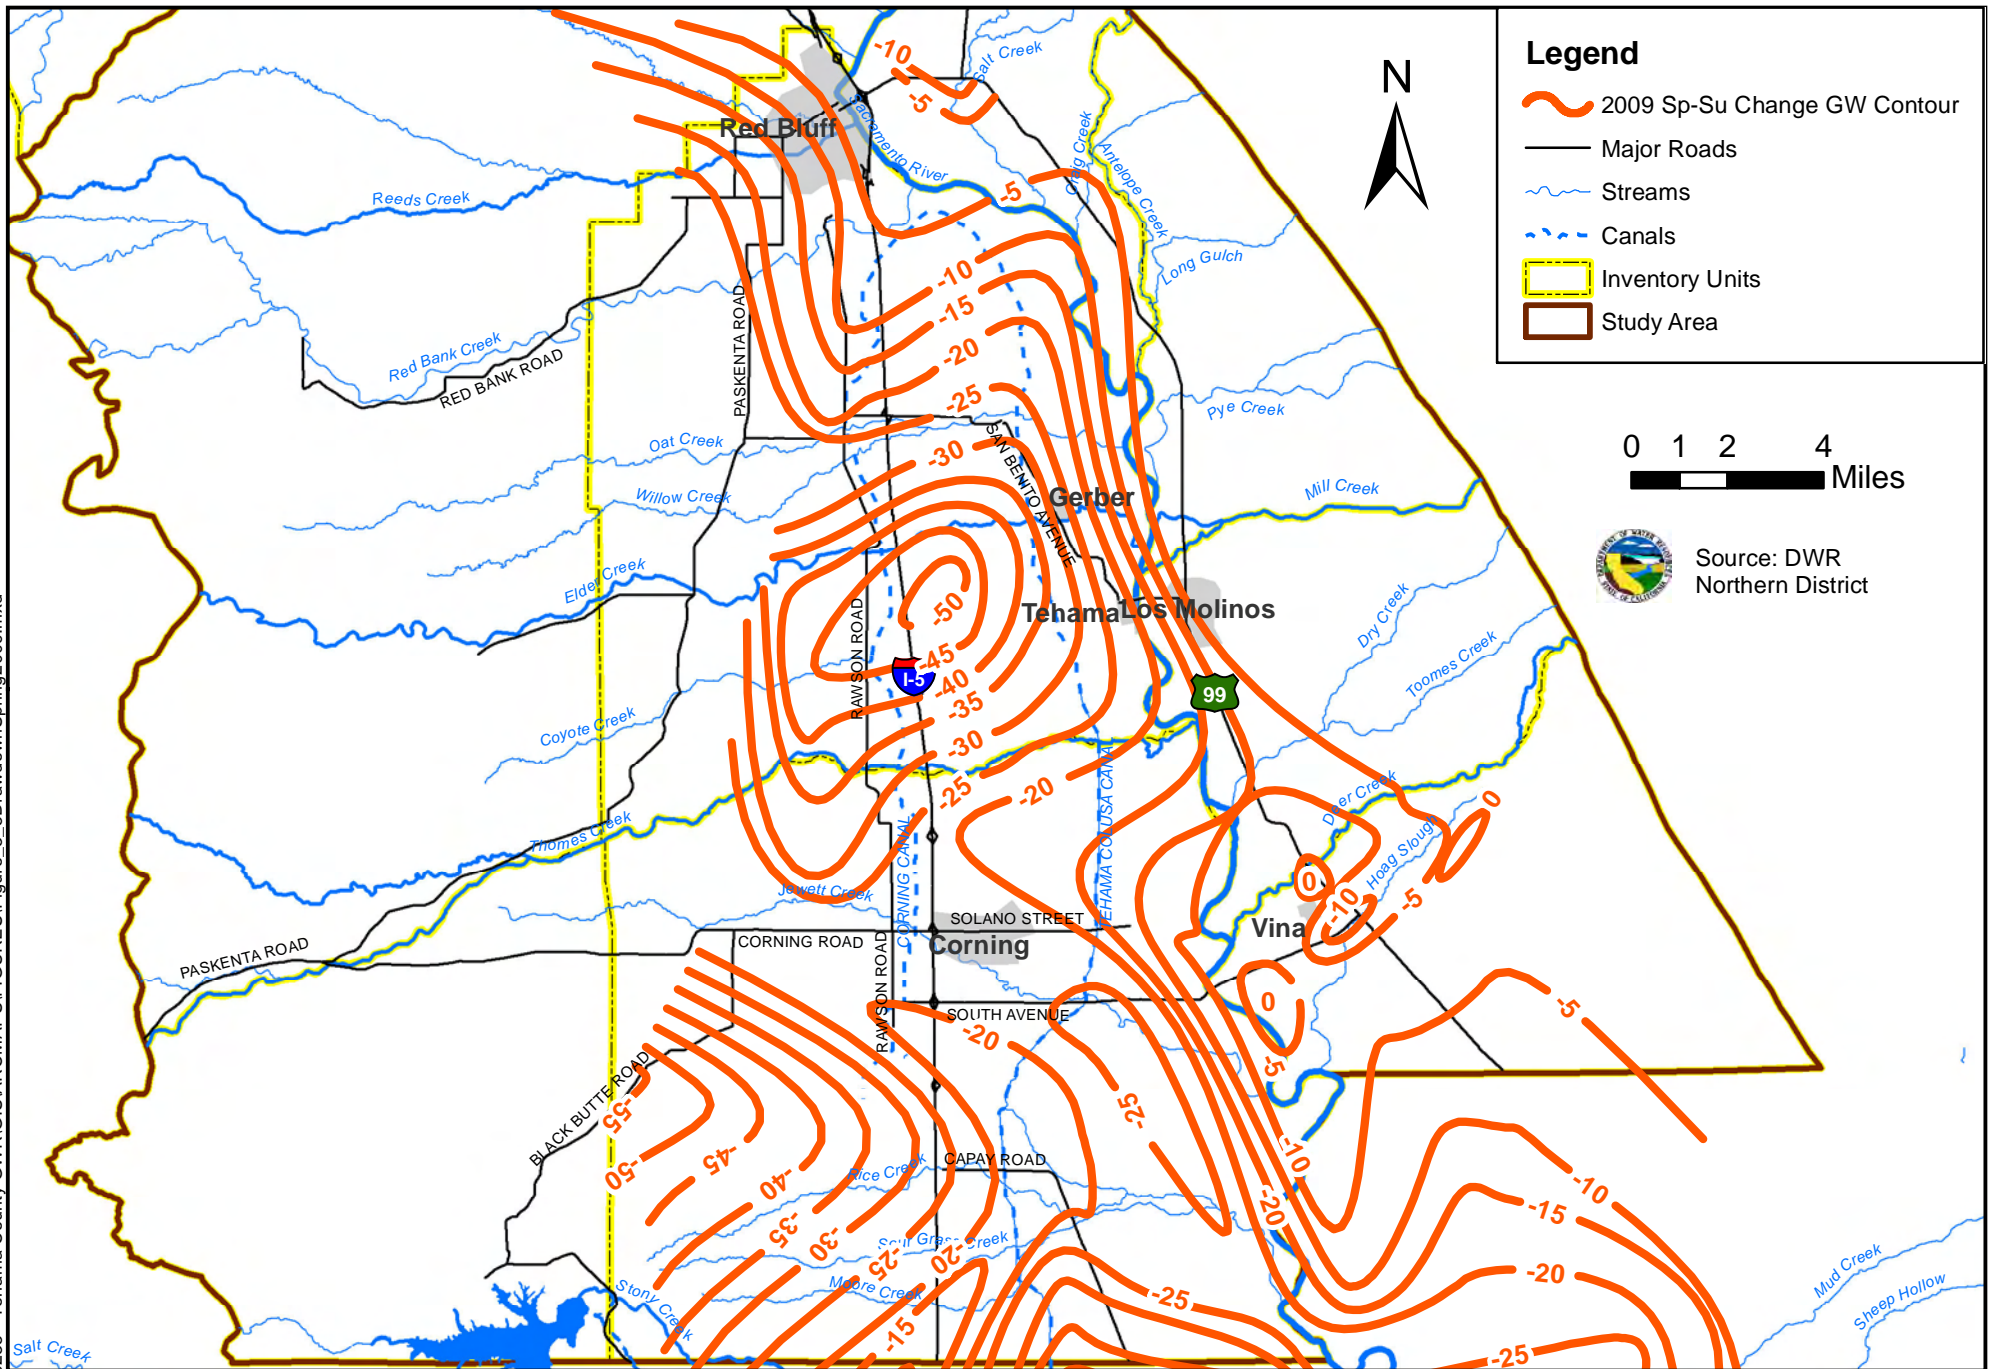 Legend
2009 Sp-Su Change GW Contour
Major Roads
Streams
Canals
Inventory Units
Study Area
N
0 1 2 4
Miles
Source: DWR
Northern District
-10
-5
Salt Creek
Red Bluff
Sacramento River
Craig Creek
Antelope Creek
Reeds Creek
-5
Long Gulch
-10
-15
PASKENTA ROAD
Red Bank Creek
RED BANK ROAD
-20
-25
Pye Creek
Oat Creek
-30
SAN BENITO AVENUE
Willow Creek
Gerber
Mill Creek
Elder Creek
-50
Tehama
Los Molinos
Dry Creek
Toomes Creek
RAWSON ROAD
-45
I-5
-40
99
-35
Coyote Creek
-30
-25
-20
TEHAMA COLUSA CANAL
Deer Creek
0
Thomes Creek
CORNING CANAL
Hoag Slough
Jewett Creek
0
-10
-5
SOLANO STREET
Vina
CORNING ROAD
Corning
PASKENTA ROAD
RAWSON ROAD
0
-5
SOUTH AVENUE
-20
-5
BLACK BUTTE ROAD
-55
-25
-50
-45
-40
Rice Creek
CAPAY ROAD
-10
-10
-35
-30
-20
-15
Sour Grass Creek
-25
-20
-20
Moore Creek
-25
Stony Creek
-15
-25
Mud Creek
Sheep Hollow
Salt Creek